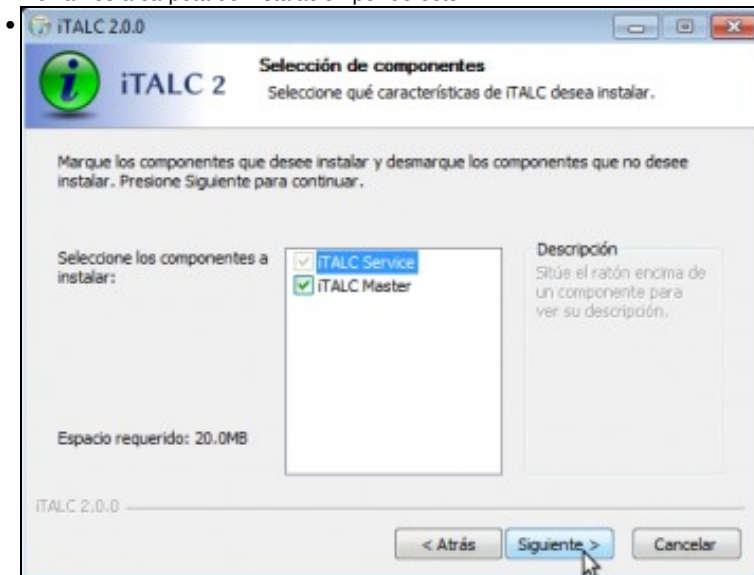 iTALC 2.0.0
iTALC 2
Selección de componentes
Seleccione qué características de iTALC desea instalar.
Marque los componentes que desee instalar y desmarque los componentes que no desee
instalar. Presione Siguiente para continuar.
Seleccione los componentes a
instalar:
iTALC Service
iTALC Master
Descripción
Sitúe el ratón encima de
un componente para
ver su descripción.
Espacio requerido: 20.0MB
iTALC 2.0.0
< Atrás
Siguiente >
Cancelar